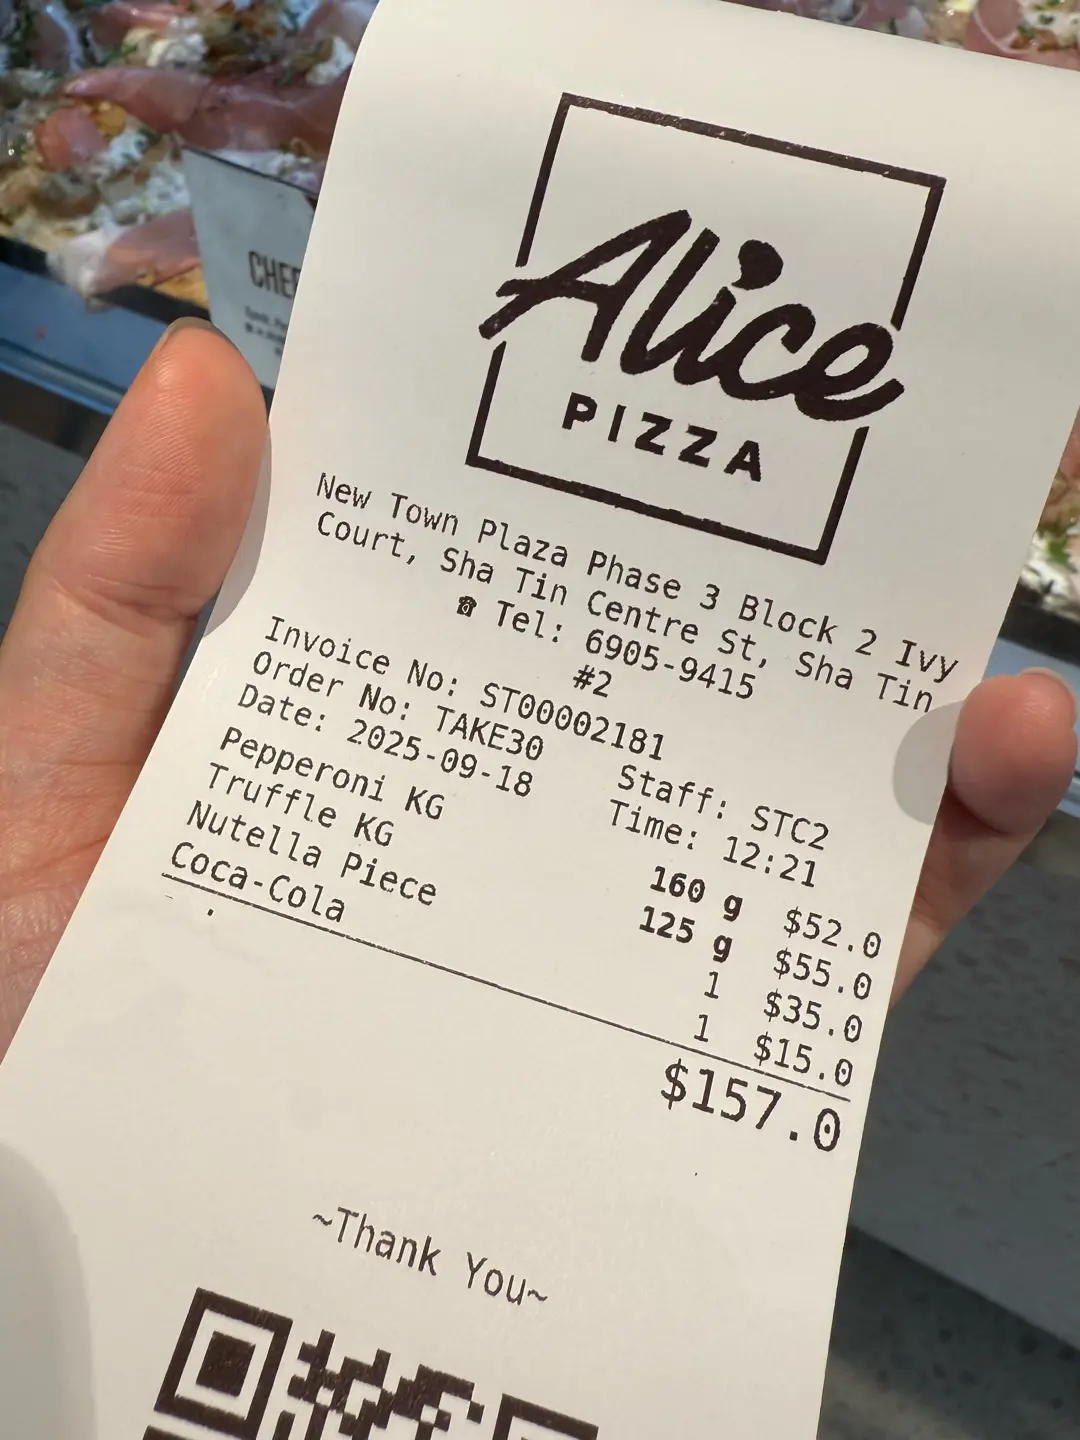 CHEE
Alice
PIZZA
New Town Plaza Phase 3 Block 2 Ivy
Court, Sha Tin Centre St, Sha Tin
☎ Tel: 6905-9415
#2
Invoice No: ST00002181
Order No: TAKE30 Staff: STC2
Date: 2025-09-18 Time: 12:21
Pepperoni KG 160 g $52.0
Truffle KG 125 g $55.0
Nutella Piece 1 $35.0
Coca-Cola 1 $15.0
$157.0
~Thank You~